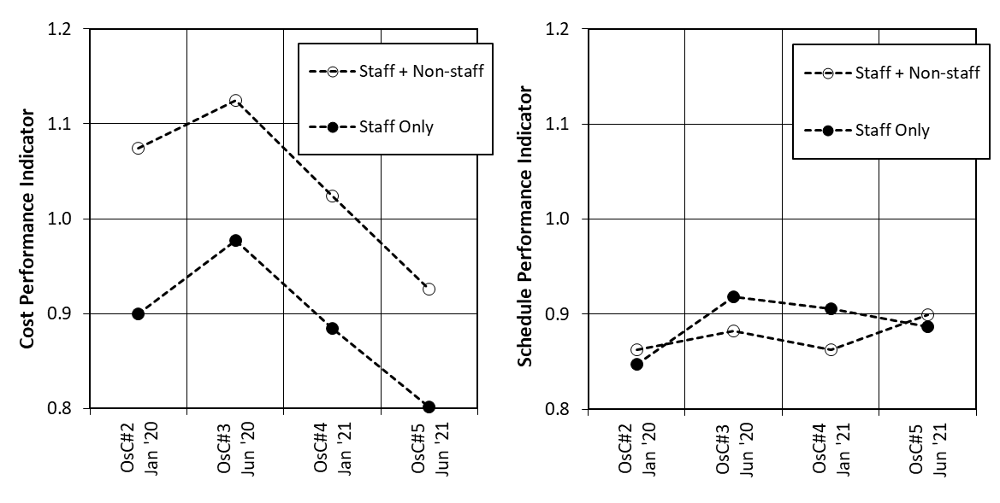 Cost Performance Indicator
1.2
1.1
1.0
0.9
0.8
Staff + Non-staff
Staff Only
OsC#2
Jan '20
OsC#3
Jun '20
OsC#4
Jan '21
OsC#5
Jun '21
Schedule Performance Indicator
1.2
1.1
1.0
0.9
0.8
Staff + Non-staff
Staff Only
OsC#2
Jan '20
OsC#3
Jun '20
OsC#4
Jan '21
OsC#5
Jun '21